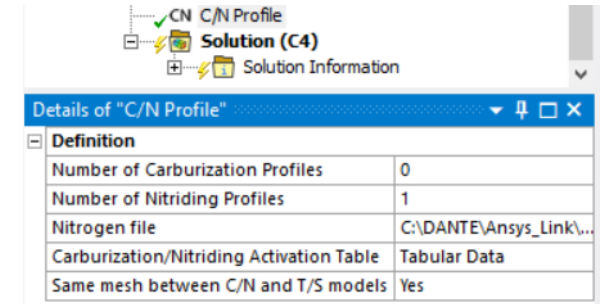 CN C/N Profile
Solution (C4)
Solution Information
Details of "C/N Profile"
Definition
Number of Carburization Profiles 0
Number of Nitriding Profiles 1
Nitrogen file C:\DANTE\Ansys_Link\...
Carburization/Nitriding Activation Table Tabular Data
Same mesh between C/N and T/S models Yes